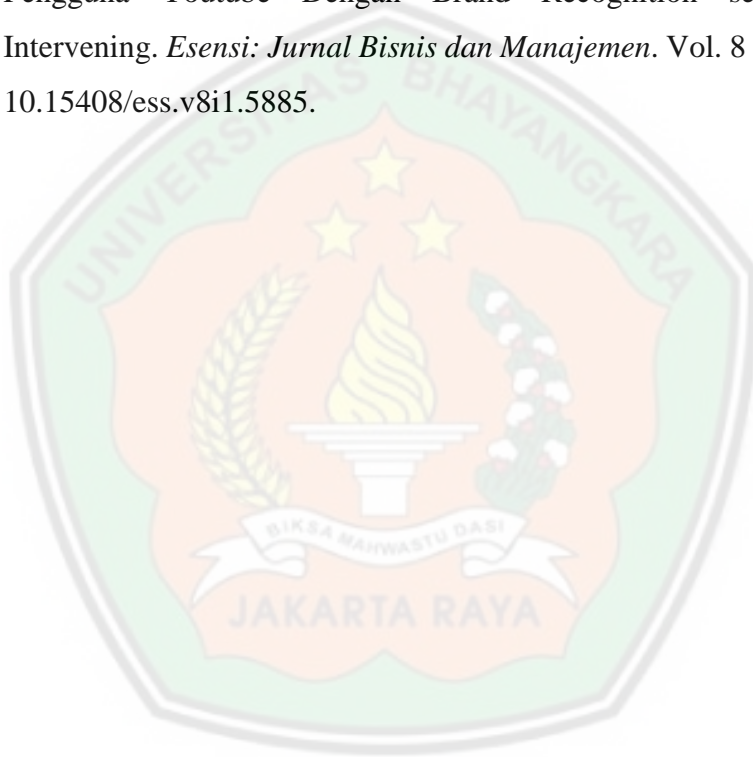 Pengguna Youtube Dengan Brand Recognition se
Intervening. Esensi: Jurnal Bisnis dan Manajemen. Vol. 8
10.15408/ess.v8i1.5885.
UNIVERSITAS BHAYANGKARA
BIKSA MAHWASTU DASI
JAKARTA RAYA